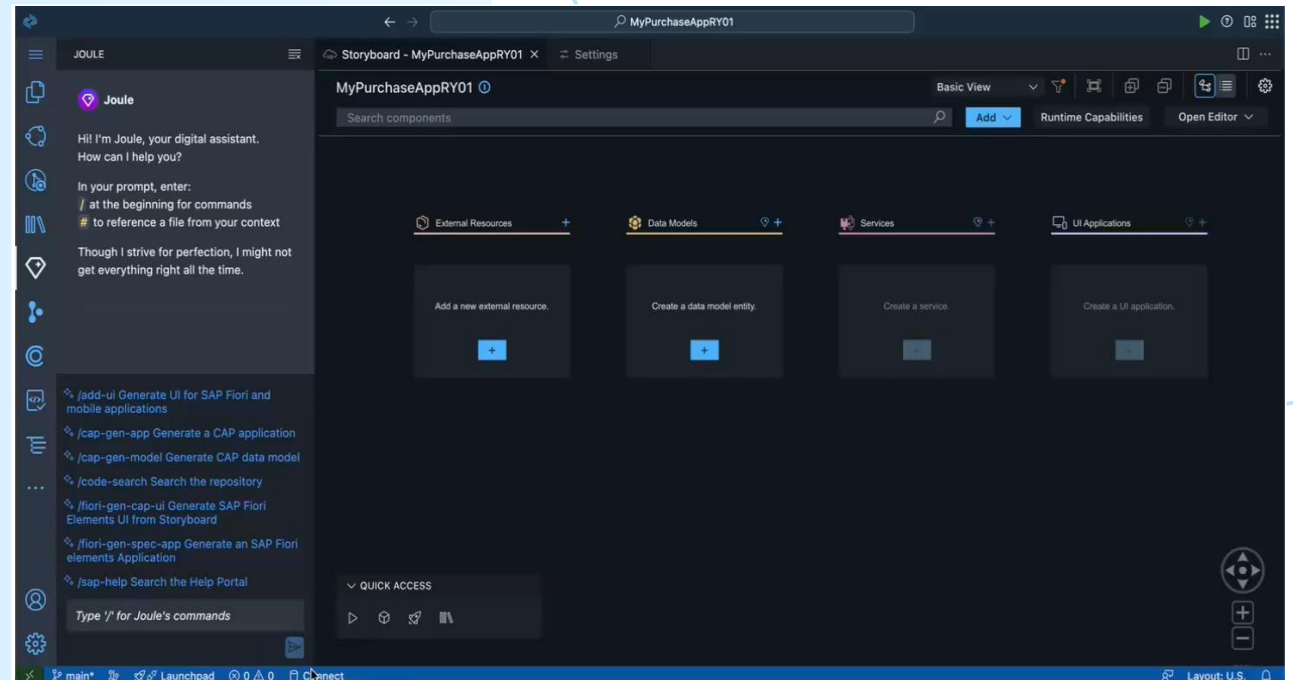 MyPurchaseAppRY01
JOULE
Storyboard - MyPurchaseAppRY01
Settings
Joule
Hi! I'm Joule, your digital assistant.
How can I help you?
In your prompt, enter:
/ at the beginning for commands
# to reference a file from your context
Though I strive for perfection, I might not
get everything right all the time.
/add-ui Generate UI for SAP Fiori and
mobile applications
/cap-gen-app Generate a CAP application
/cap-gen-model Generate CAP data model
/code-search Search the repository
/fiori-gen-cap-ui Generate SAP Fiori
Elements UI from Storyboard
/fiori-gen-spec-app Generate an SAP Fiori
elements Application
/sap-help Search the Help Portal
Type '/' for Joule's commands
MyPurchaseAppRY01
Basic View
Search components
Add
Runtime Capabilities
Open Editor
External Resources
Data Models
Services
UI Applications
Add a new external resource.
Create a data model entity.
Create a service.
Create a UI application.
QUICK ACCESS
main*
Launchpad
0
0
Connect
Layout: U.S.